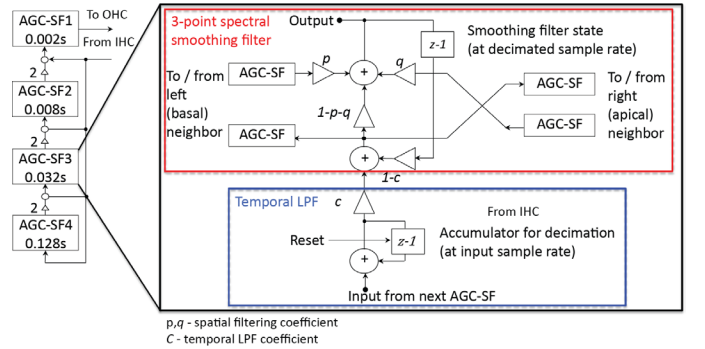 AGC-SF1
0.002s
To OHC
From IHC
2
AGC-SF2
0.008s
2
AGC-SF3
0.032s
2
AGC-SF4
0.128s
3-point spectral
smoothing filter
Output
z-1
Smoothing filter state
(at decimated sample rate)
To / from
left
(basal)
neighbor
AGC-SF
p
+
q
AGC-SF
To / from
right
(apical)
neighbor
1-p-q
AGC-SF
AGC-SF
+
1-c
Temporal LPF
c
From IHC
Reset
z-1
Accumulator for decimation
(at input sample rate)
+
Input from next AGC-SF
p,q - spatial filtering coefficient
C - temporal LPF coefficient